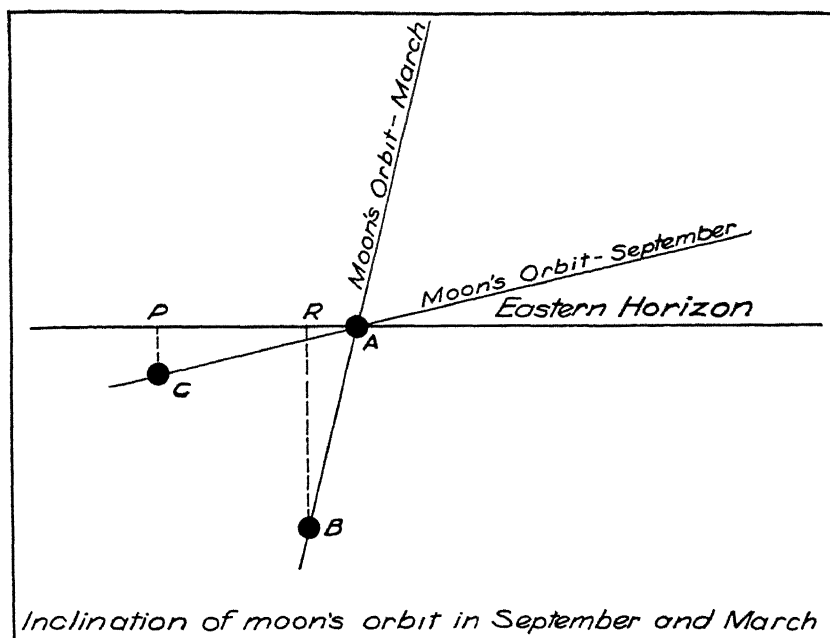 Moon's Orbit - March
Moon's Orbit - September
Eastern Horizon
P
R
A
C
B
Inclination of moon's orbit in September and March